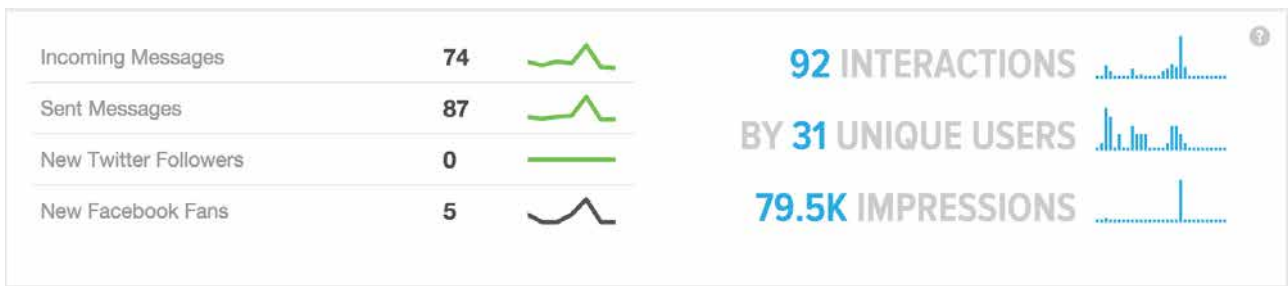 Incoming Messages 74
Sent Messages 87
New Twitter Followers 0
New Facebook Fans 5
92 INTERACTIONS
BY 31 UNIQUE USERS
79.5K IMPRESSIONS
?